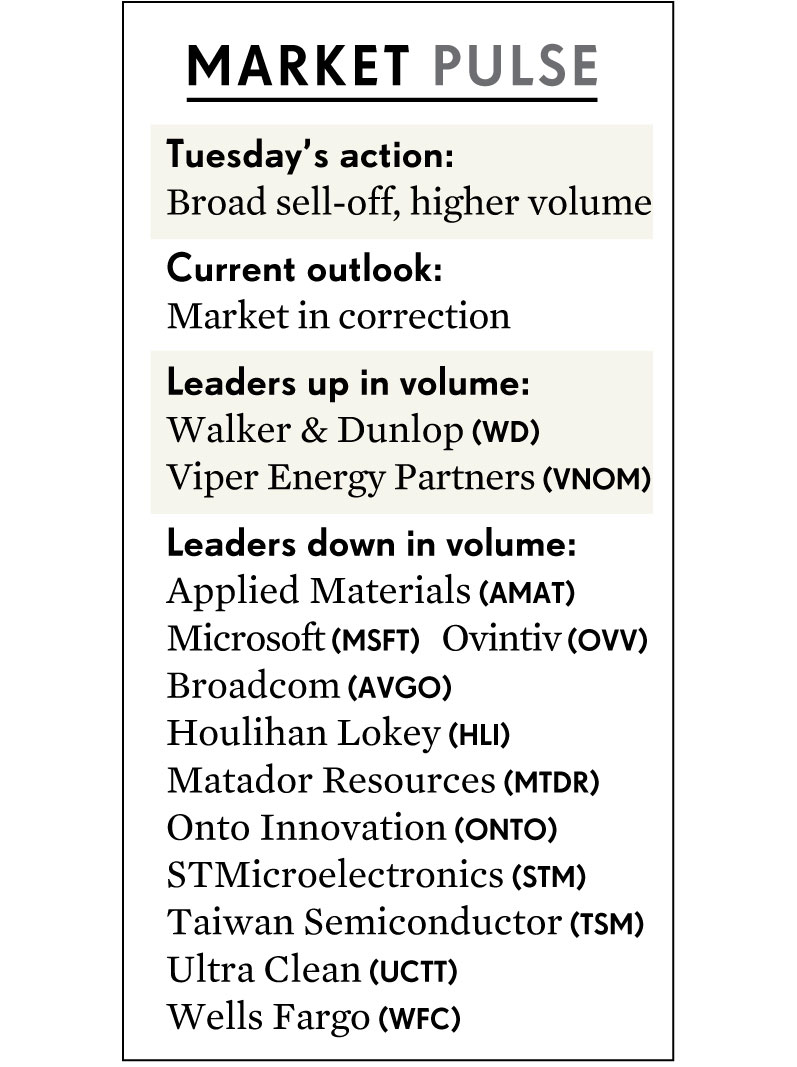 MARKET PULSE
Tuesday’s action:
Broad sell-off, higher volume
Current outlook:
Market in correction
Leaders up in volume:
Walker & Dunlop (WD)
Viper Energy Partners (VNOM)
Leaders down in volume:
Applied Materials (AMAT)
Microsoft (MSFT) Ovintiv (OVV)
Broadcom (AVGO)
Houlihan Lokey (HLI)
Matador Resources (MTDR)
Onto Innovation (ONTO)
STMicroelectronics (STM)
Taiwan Semiconductor (TSM)
Ultra Clean (UCTT)
Wells Fargo (WFC)